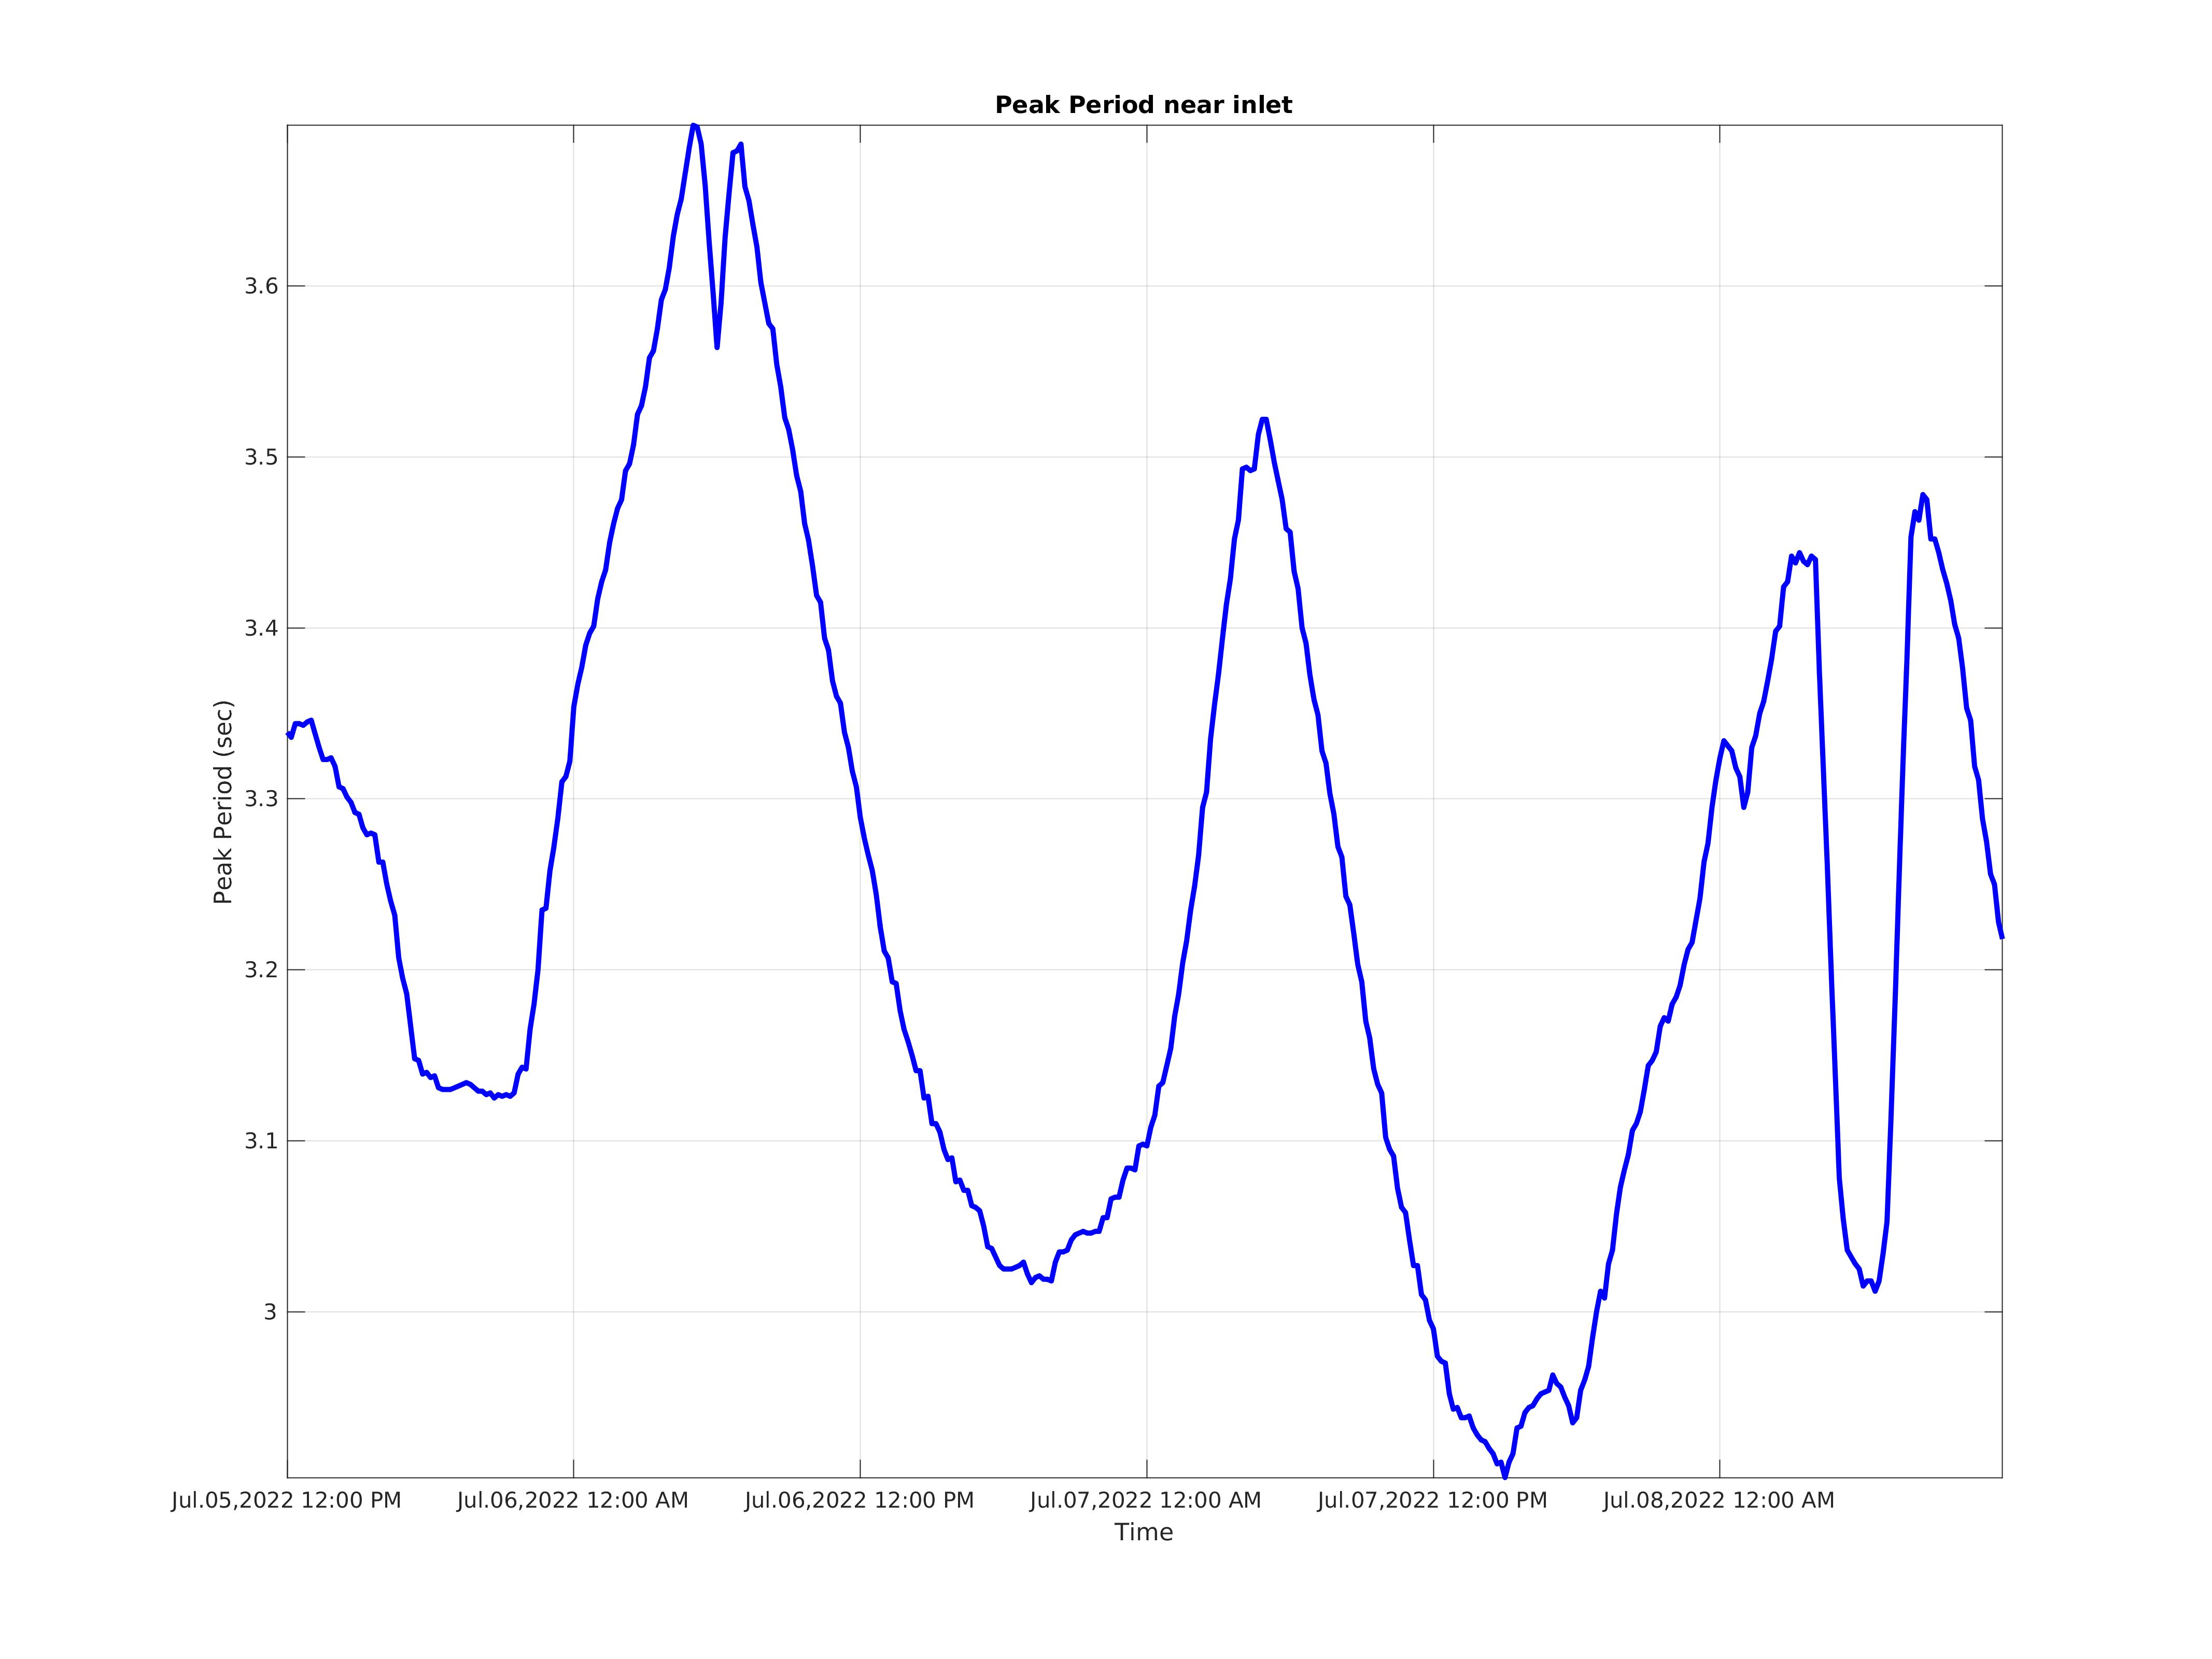 Peak Period near inlet
Peak Period (sec)
3.6
3.5
3.4
3.3
3.2
3.1
3
Jul.05,2022 12:00 PM
Jul.06,2022 12:00 AM
Jul.06,2022 12:00 PM
Jul.07,2022 12:00 AM
Jul.07,2022 12:00 PM
Jul.08,2022 12:00 AM
Time